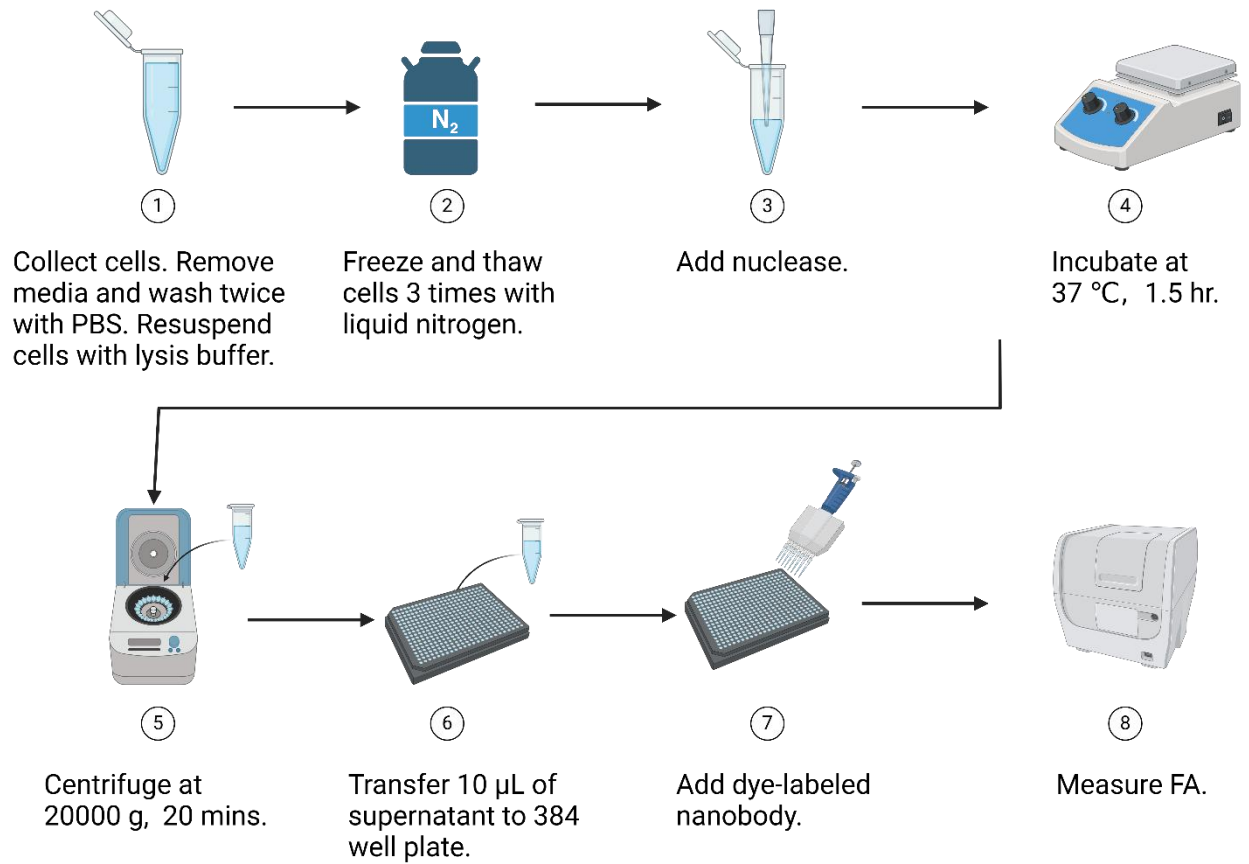 N2
1
2
3
4
Collect cells. Remove
media and wash twice
with PBS. Resuspend
cells with lysis buffer.
Freeze and thaw
cells 3 times with
liquid nitrogen.
Add nuclease.
Incubate at
37 ℃, 1.5 hr.
5
6
7
8
Centrifuge at
20000 g, 20 mins.
Transfer 10 µL of
supernatant to 384
well plate.
Add dye-labeled
nanobody.
Measure FA.